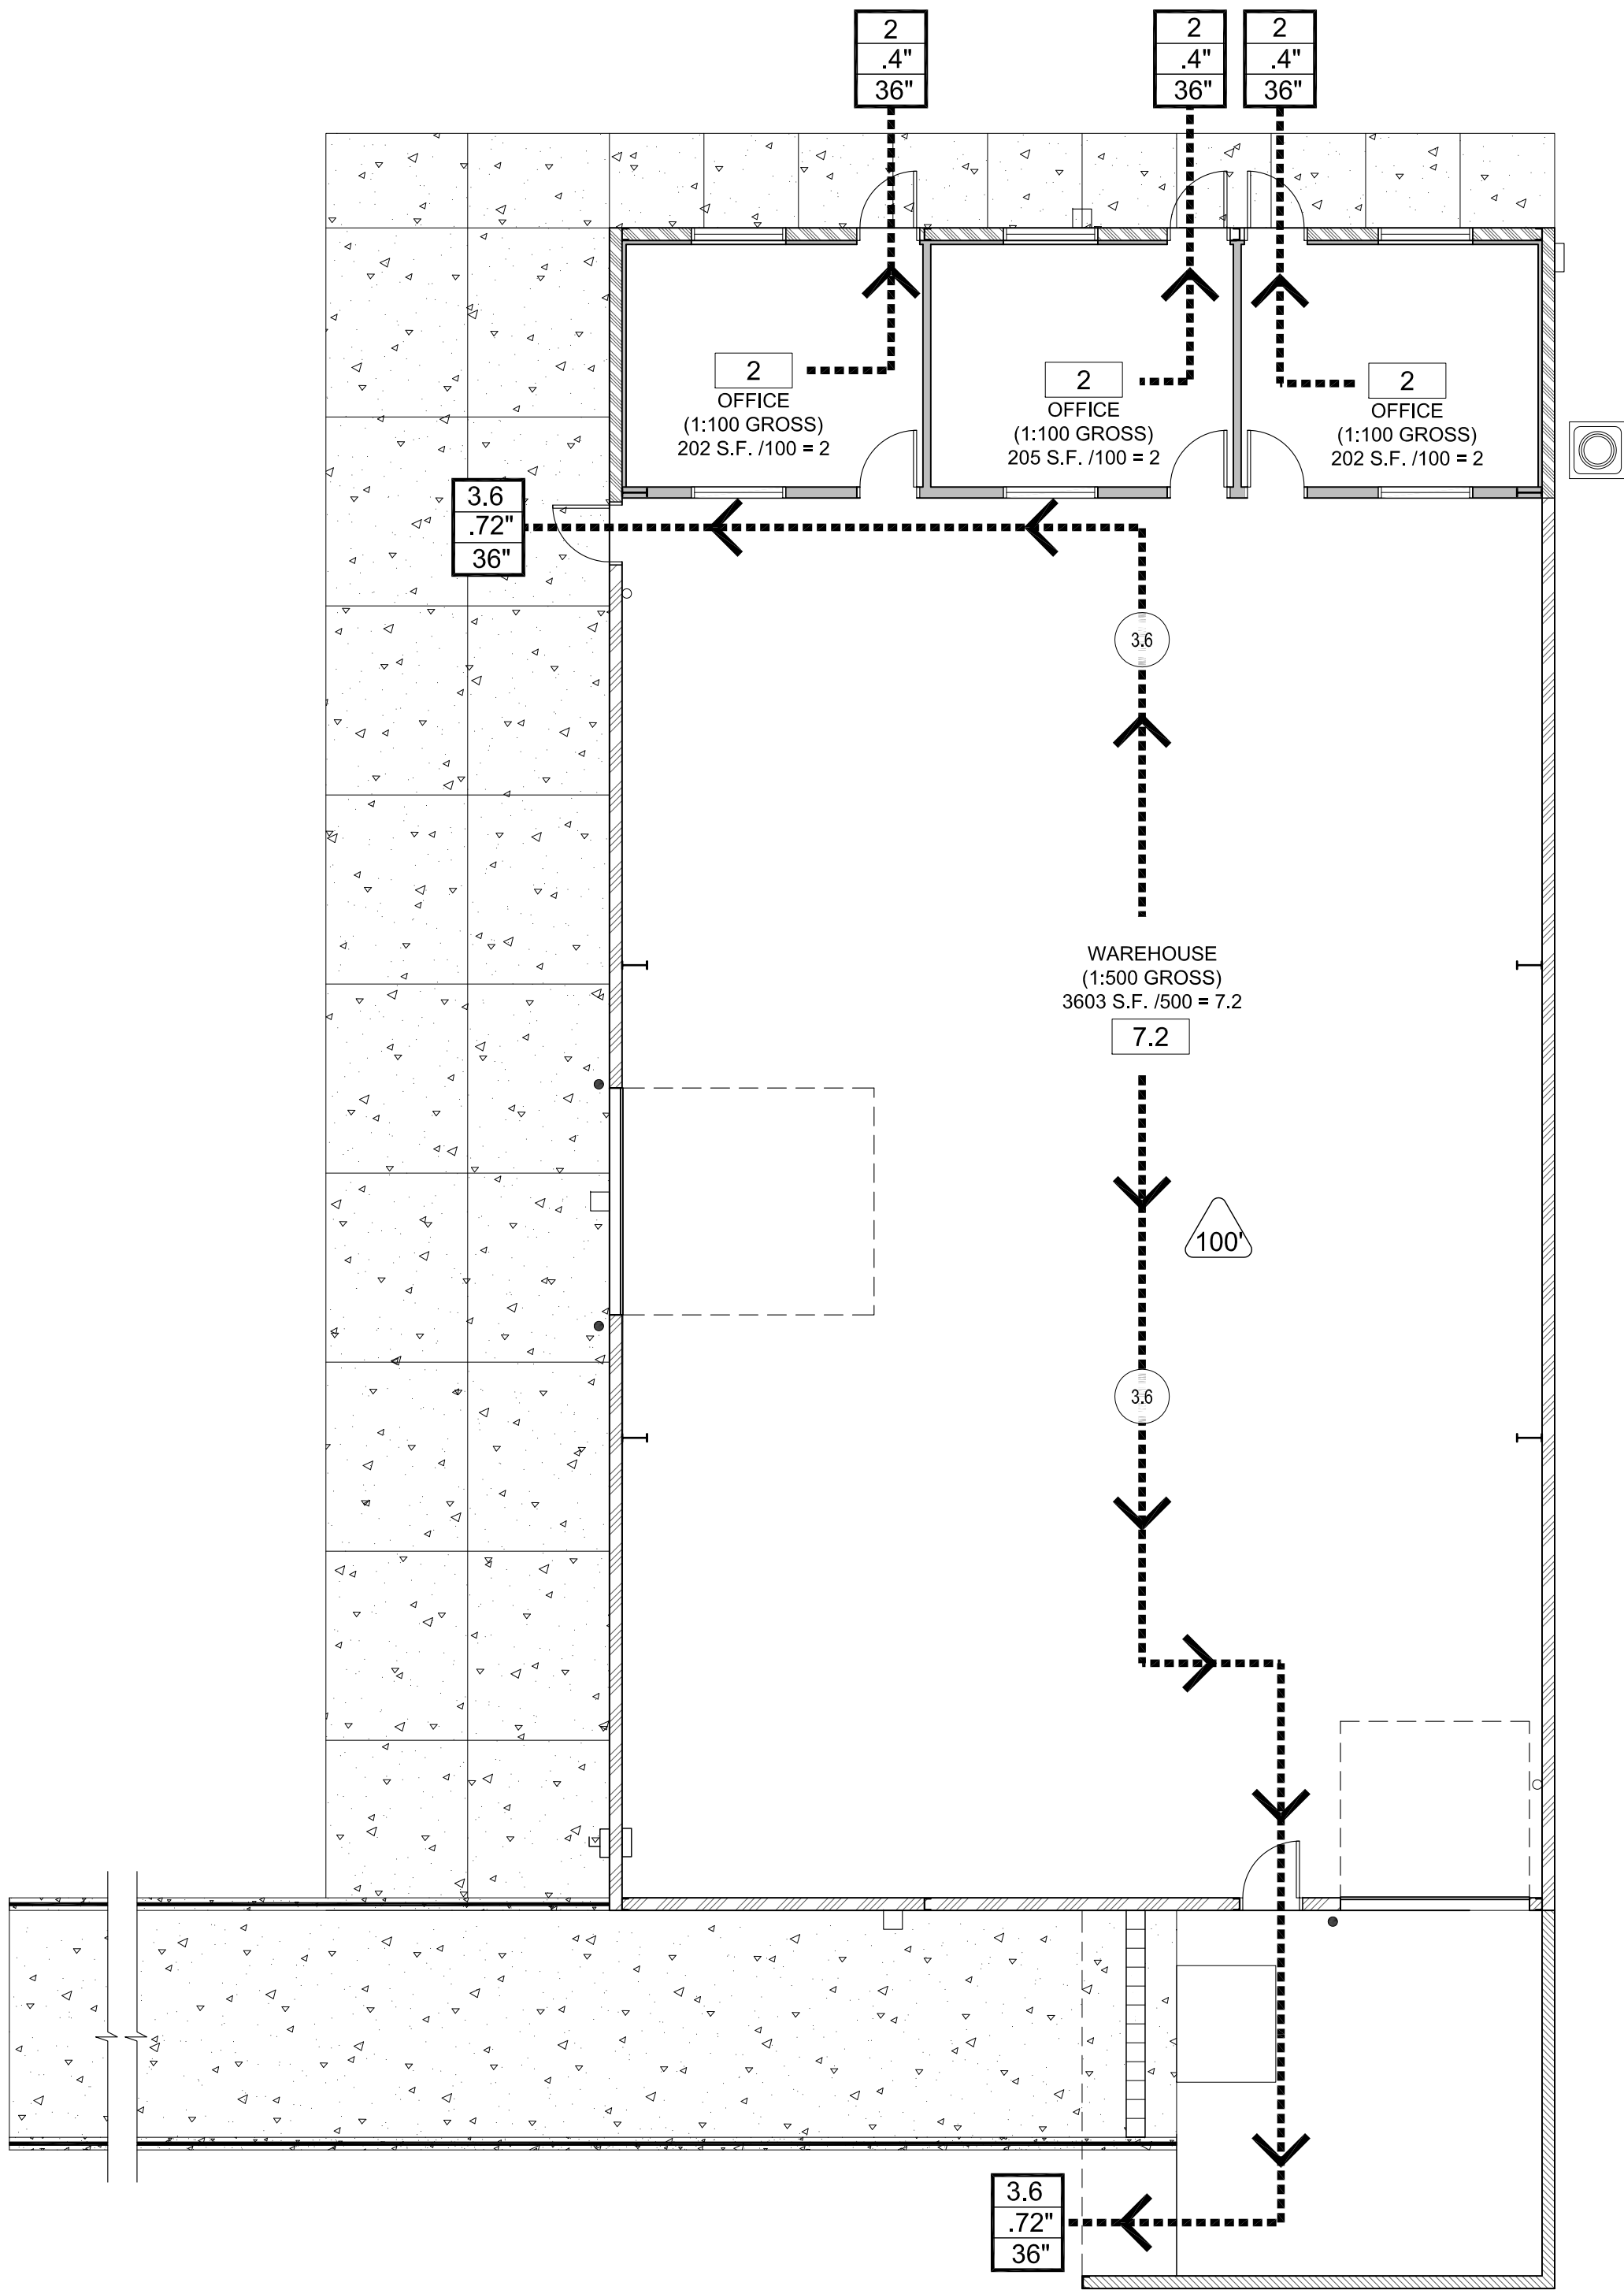 2
.4"
36"
2
.4"
36"
2
.4"
36"
2
OFFICE
(1:100 GROSS)
202 S.F. /100 = 2
2
OFFICE
(1:100 GROSS)
205 S.F. /100 = 2
2
OFFICE
(1:100 GROSS)
202 S.F. /100 = 2
3.6
.72"
36"
3.6
WAREHOUSE
(1:500 GROSS)
3603 S.F. /500 = 7.2
7.2
100'
3.6
3.6
.72"
36"